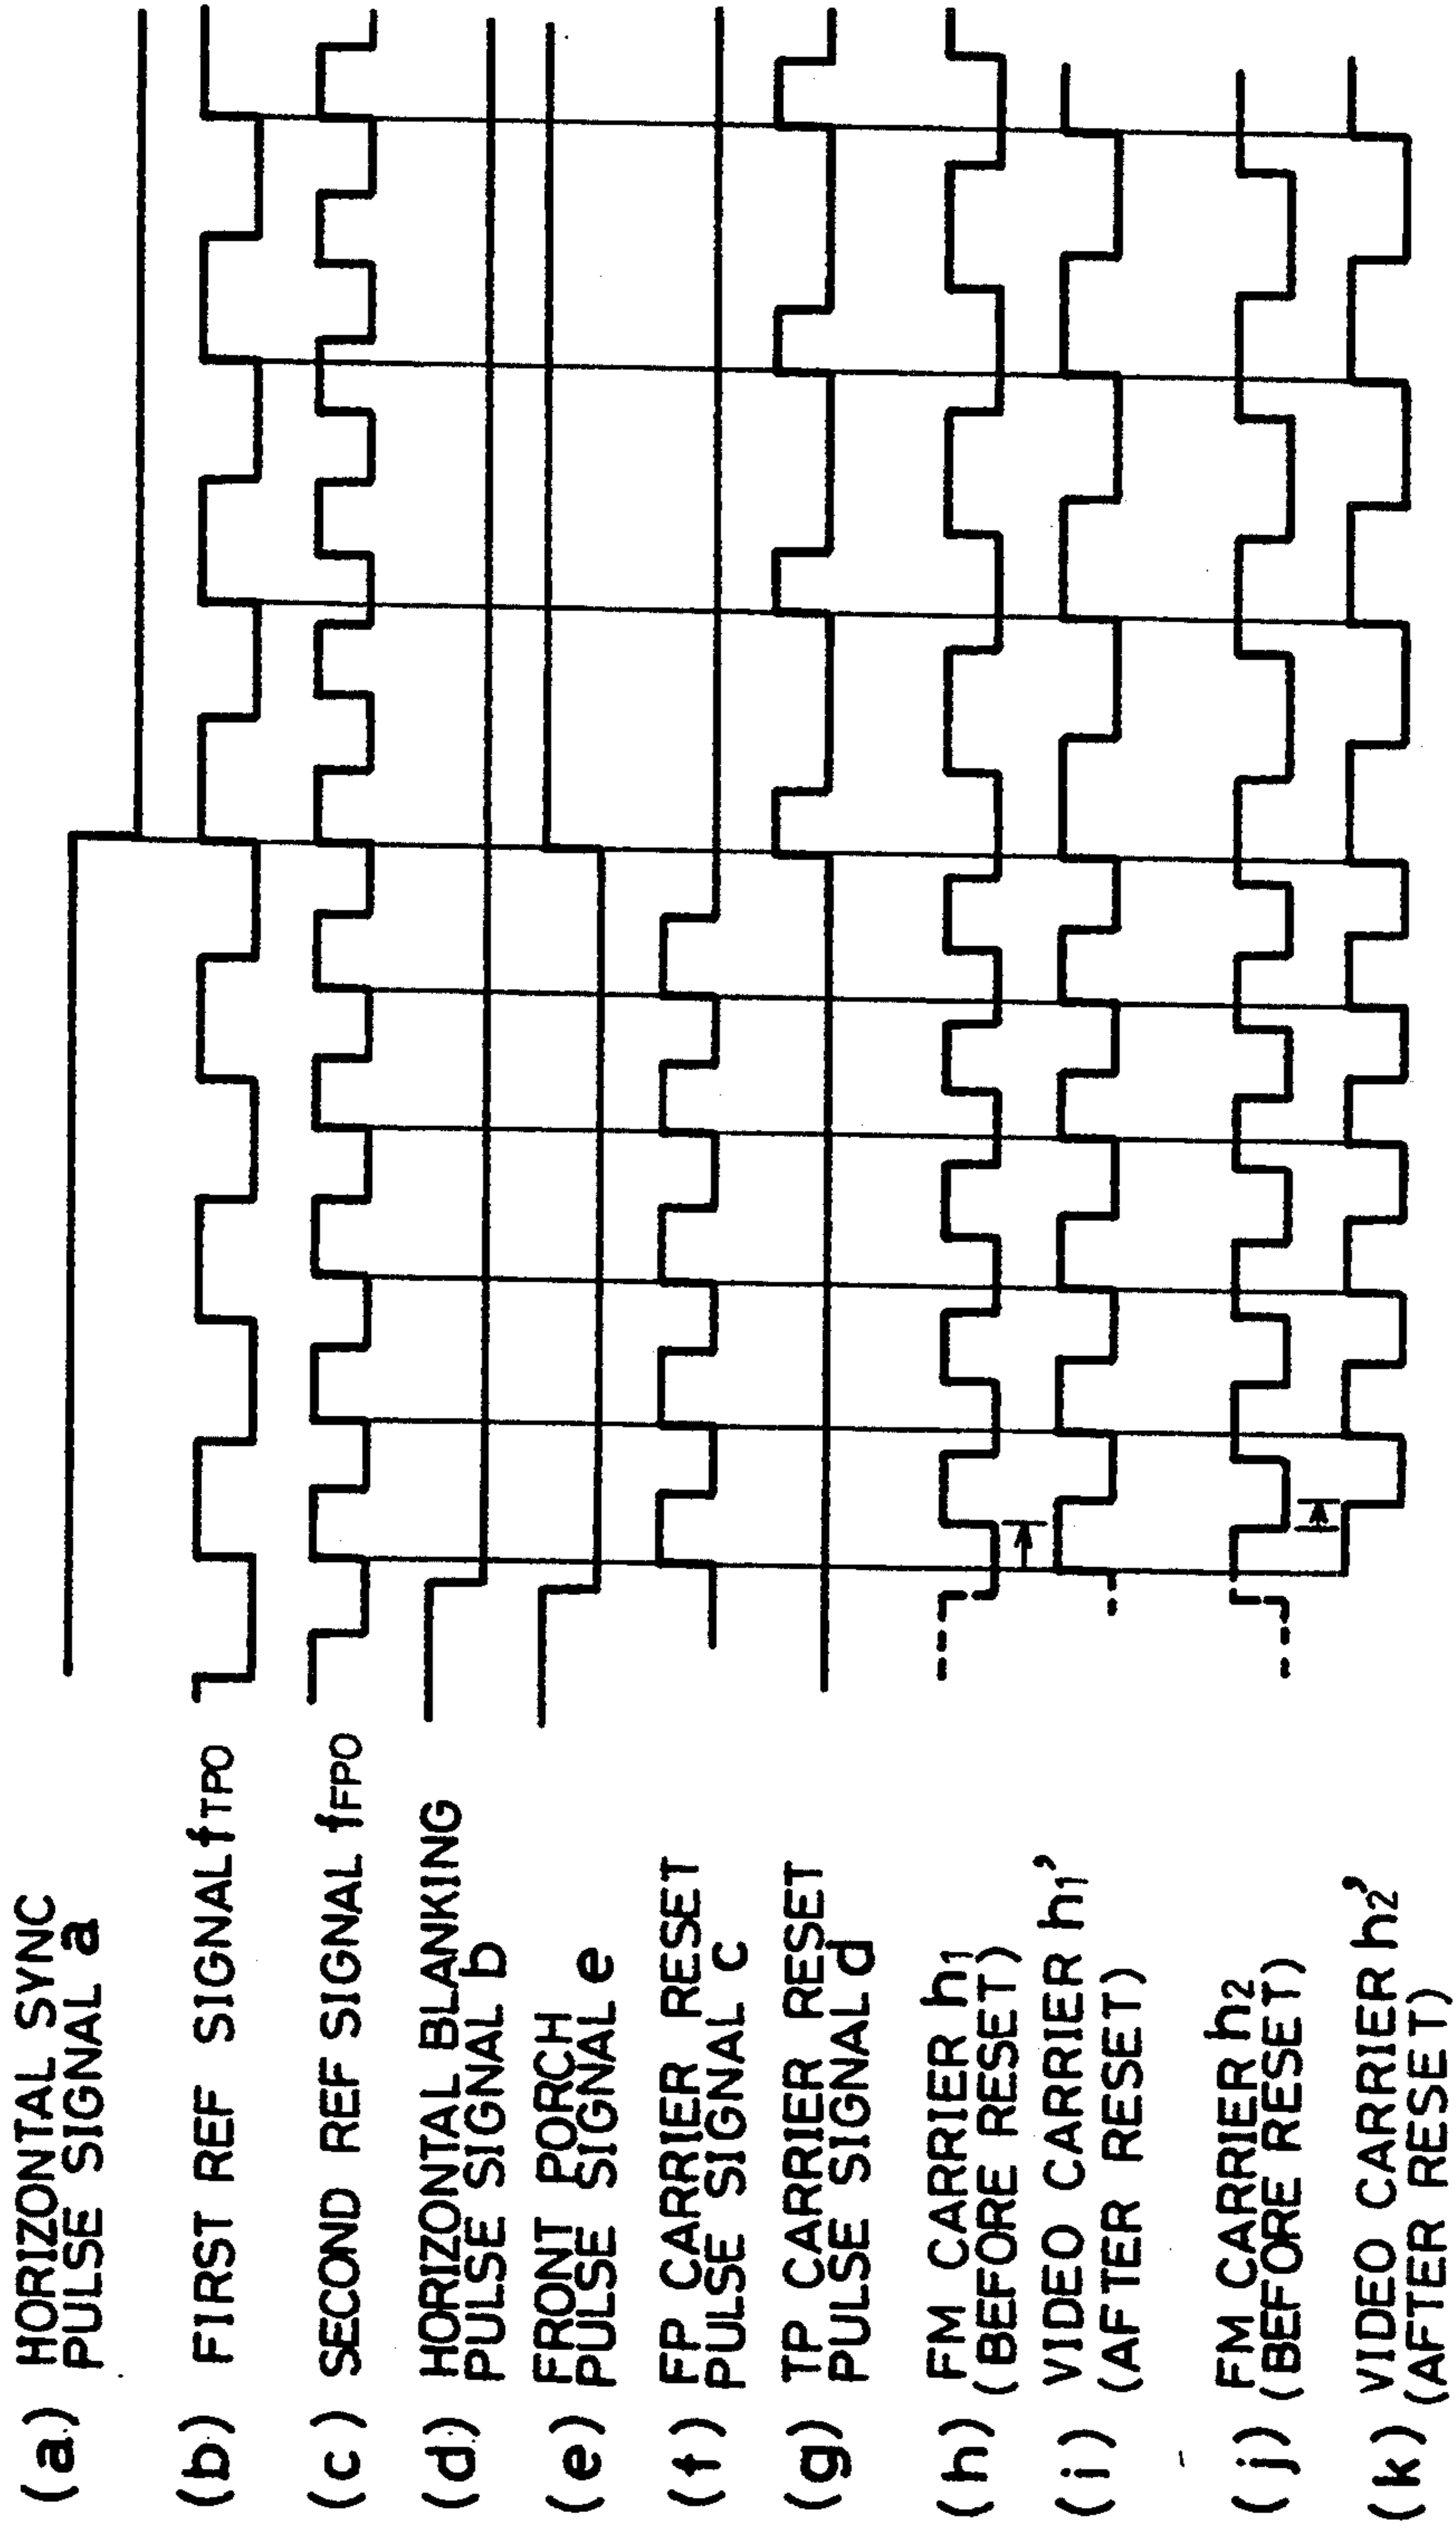 (a) HORIZONTAL SYNC
PULSE SIGNAL a
(b) FIRST REF SIGNAL fTPO
(c) SECOND REF SIGNAL fFPO
(d) HORIZONTAL BLANKING
PULSE SIGNAL b
(e) FRONT PORCH
PULSE SIGNAL e
(f) FP CARRIER RESET
PULSE SIGNAL c
(g) TP CARRIER RESET
PULSE SIGNAL d
(h) FM CARRIER h1
(BEFORE RESET)
(i) VIDEO CARRIER h1'
(AFTER RESET)
(j) FM CARRIER h2
(BEFORE RESET)
(k) VIDEO CARRIER h2'
(AFTER RESET)